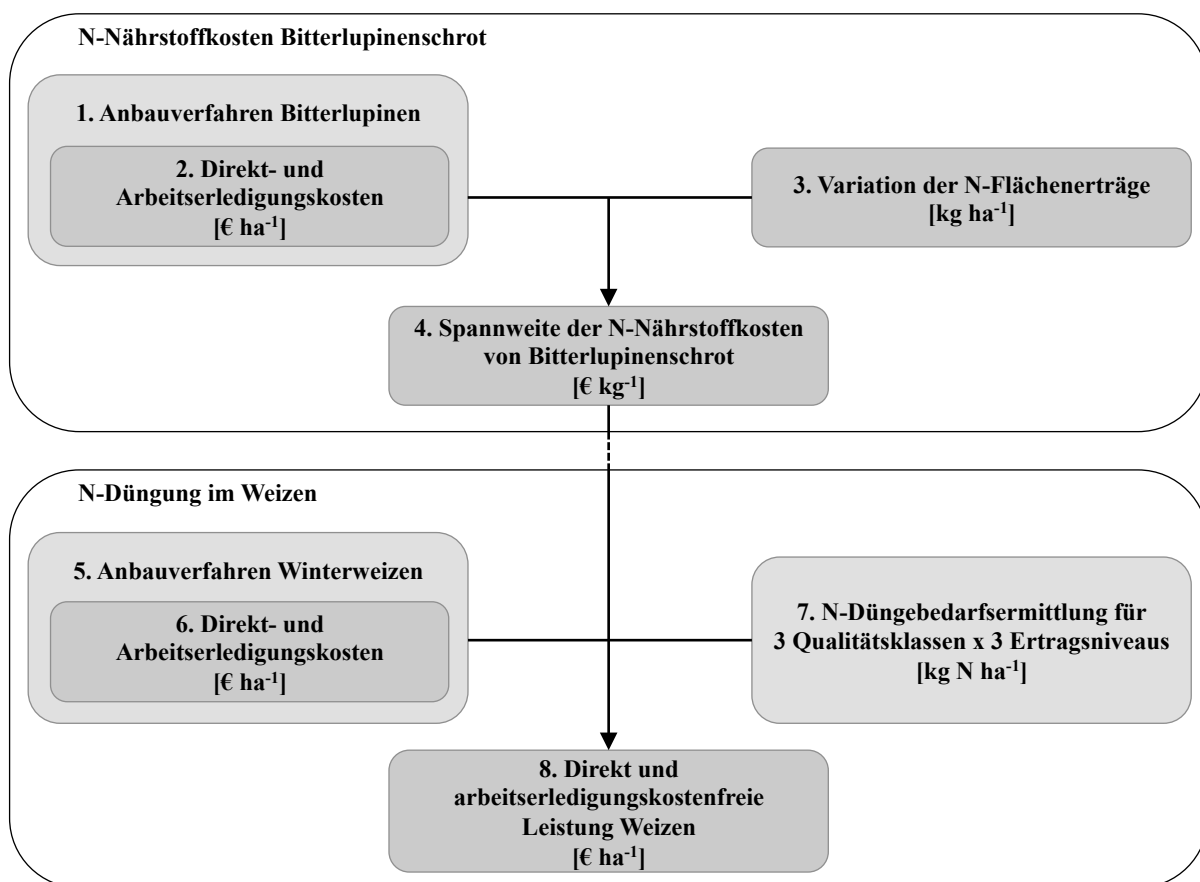 N-Nährstoffkosten Bitterlupinenschrot
1. Anbauverfahren Bitterlupinen
2. Direkt- und
Arbeitserledigungskosten
[€ ha⁻¹]
3. Variation der N-Flächenerträge
[kg ha⁻¹]
4. Spannweite der N-Nährstoffkosten
von Bitterlupinenschrot
[€ kg⁻¹]
N-Düngung im Weizen
5. Anbauverfahren Winterweizen
6. Direkt- und
Arbeitserledigungskosten
[€ ha⁻¹]
7. N-Düngebedarfsermittlung für
3 Qualitätsklassen x 3 Ertragsniveaus
[kg N ha⁻¹]
8. Direkt und
arbeitserledigungskostenfreie
Leistung Weizen
[€ ha⁻¹]